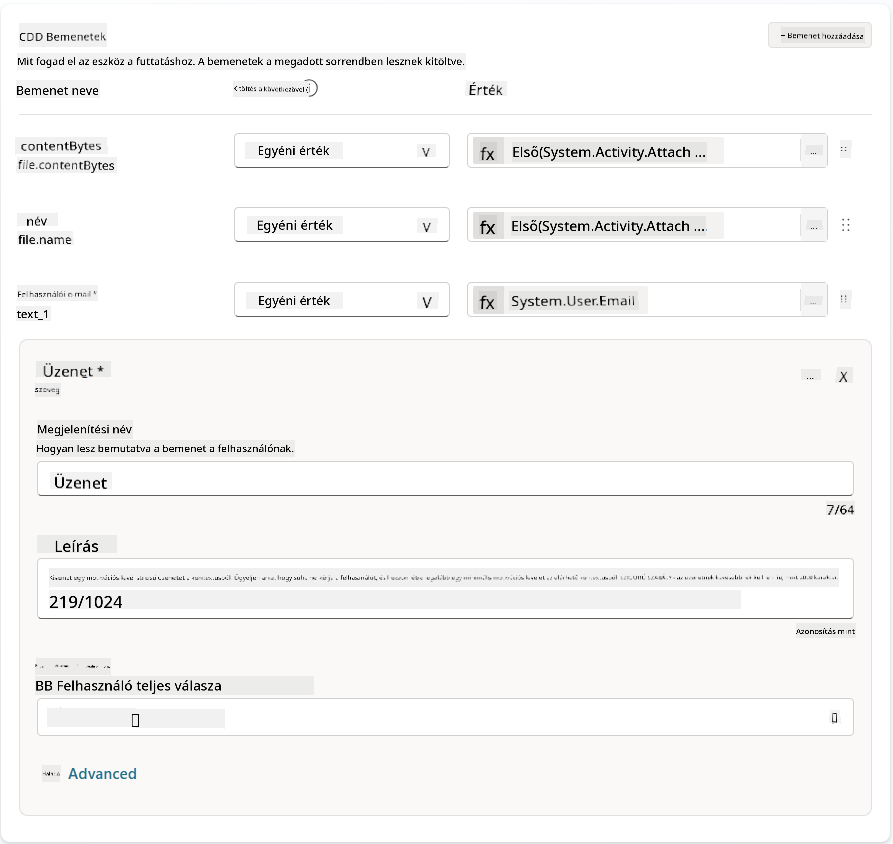 CDD Bemenetek
+ Bemenet hozzáadása
Mit fogad el az eszköz a futtatáshoz. A bemenetek a megadott sorrendben lesznek kitöltve.
Bemenet neve
Kitöltés a következővel
Érték
contentBytes
file.contentBytes
Egyéni érték
V
fx
Első(System.Activity.Attach ...
...
név
file.name
Egyéni érték
V
fx
Első(System.Activity.Attach ...
...
Felhasználói e-mail *
text_1
Egyéni érték
V
fx
System.User.Email
...
Üzenet *
szöveg
...
X
Megjelenítési név
Hogyan lesz bemutatva a bemenet a felhasználónak.
Üzenet
7/64
Leírás
219/1024
Azonosítás mint
BB Felhasználó teljes válasza
Advanced